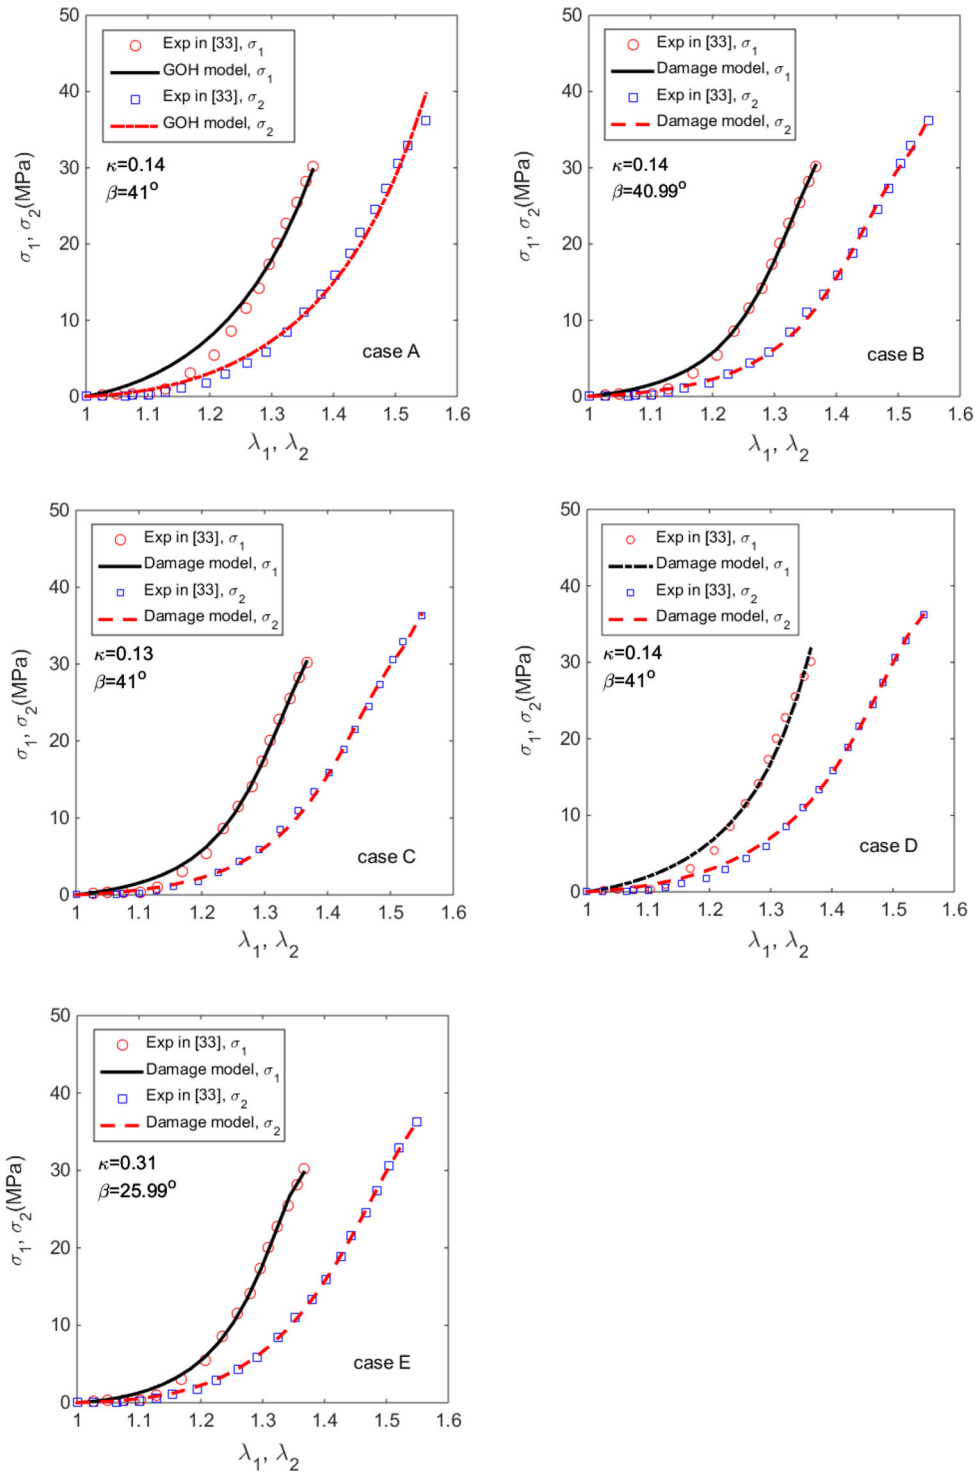 50
40
30
20
10
0
σ₁, σ₂(MPa)
Exp in [33], σ₁
GOH model, σ₁
Exp in [33], σ₂
GOH model, σ₂
κ=0.14
β=41°
case A
1 1.1 1.2 1.3 1.4 1.5 1.6
λ₁, λ₂
50
40
30
20
10
0
σ₁, σ₂(MPa)
Exp in [33], σ₁
Damage model, σ₁
Exp in [33], σ₂
Damage model, σ₂
κ=0.14
β=40.99°
case B
1 1.1 1.2 1.3 1.4 1.5 1.6
λ₁, λ₂
50
40
30
20
10
0
σ₁, σ₂(MPa)
Exp in [33], σ₁
Damage model, σ₁
Exp in [33], σ₂
Damage model, σ₂
κ=0.13
β=41°
case C
1 1.1 1.2 1.3 1.4 1.5 1.6
λ₁, λ₂
50
40
30
20
10
0
σ₁, σ₂(MPa)
Exp in [33], σ₁
Damage model, σ₁
Exp in [33], σ₂
Damage model, σ₂
κ=0.14
β=41°
case D
1 1.1 1.2 1.3 1.4 1.5 1.6
λ₁, λ₂
50
40
30
20
10
0
σ₁, σ₂(MPa)
Exp in [33], σ₁
Damage model, σ₁
Exp in [33], σ₂
Damage model, σ₂
κ=0.31
β=25.99°
case E
1 1.1 1.2 1.3 1.4 1.5 1.6
λ₁, λ₂